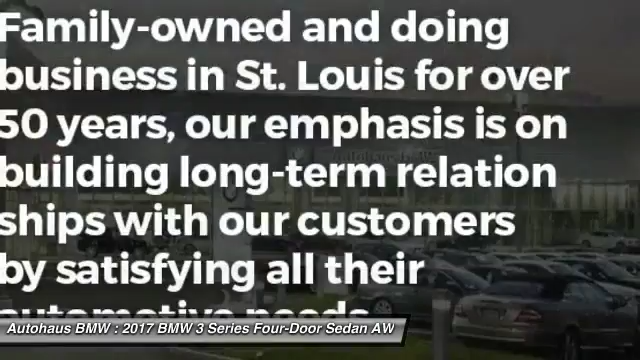 Family-owned and doing
business in St. Louis for over
50 years, our emphasis is on
building long-term relation
ships with our customers
by satisfying all their
automotive needs
Autohaus BMW : 2017 BMW 3 Series Four-Door Sedan AW